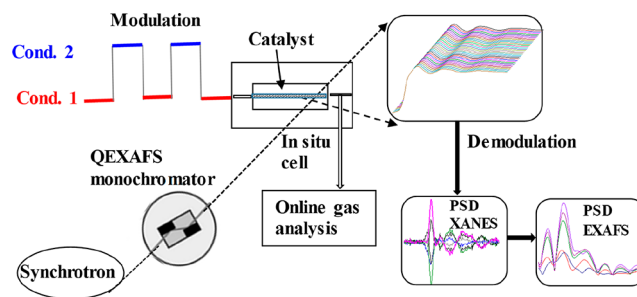 Modulation
Cond. 2
Cond. 1
Catalyst
In situ
cell
QEXAFS
monochromator
Online gas
analysis
Synchrotron
Demodulation
PSD
XANES
PSD
EXAFS